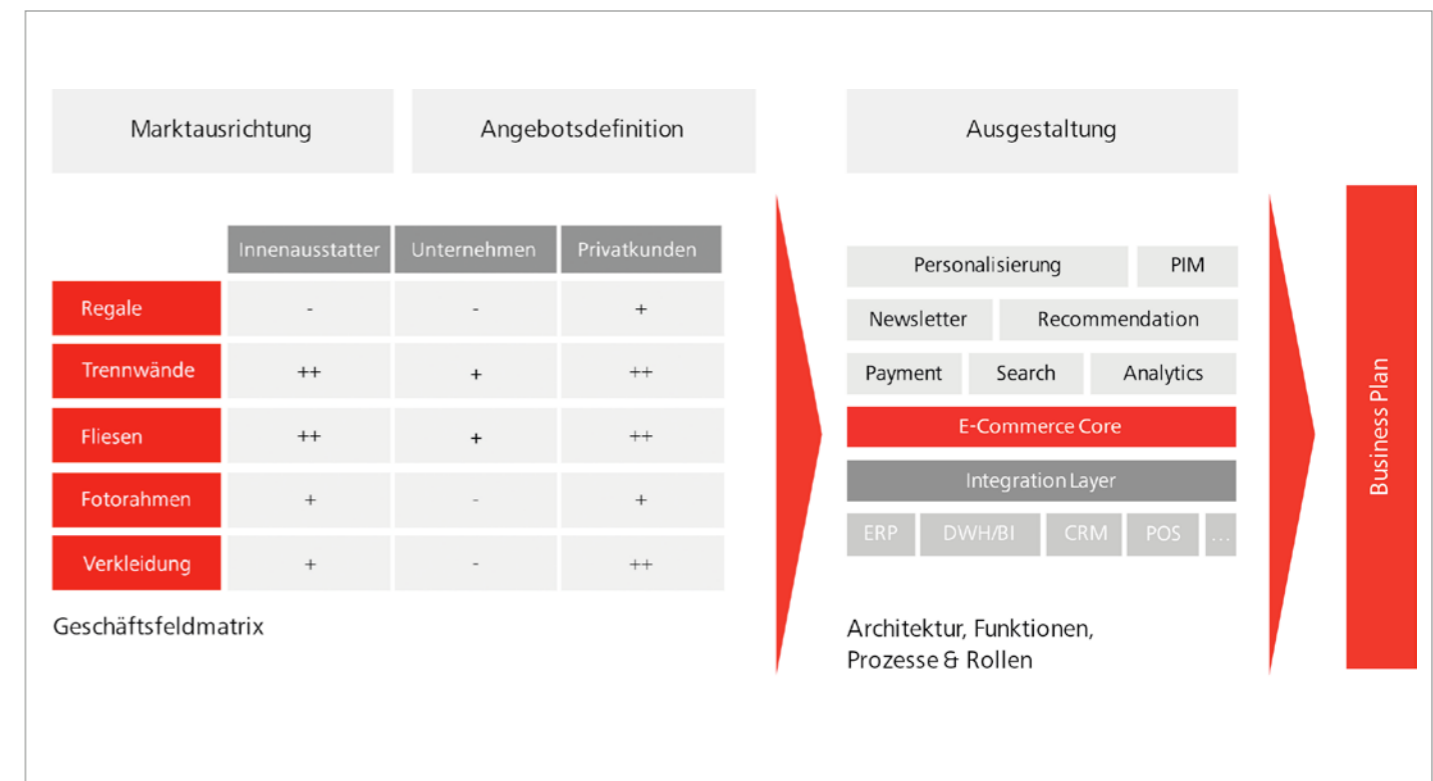 Marktausrichtung Angebotsdefinition Ausgestaltung
Innenausstatter Unternehmen Privatkunden
Regale - - +
Trennwände ++ + ++
Fliesen ++ + ++
Fotorahmen + - +
Verkleidung + - ++
Geschäftsfeldmatrix
Personalisierung PIM
Newsletter Recommendation
Payment Search Analytics
E-Commerce Core
Integration Layer
ERP DWH/BI CRM POS ...
Architektur, Funktionen,
Prozesse & Rollen
Business Plan